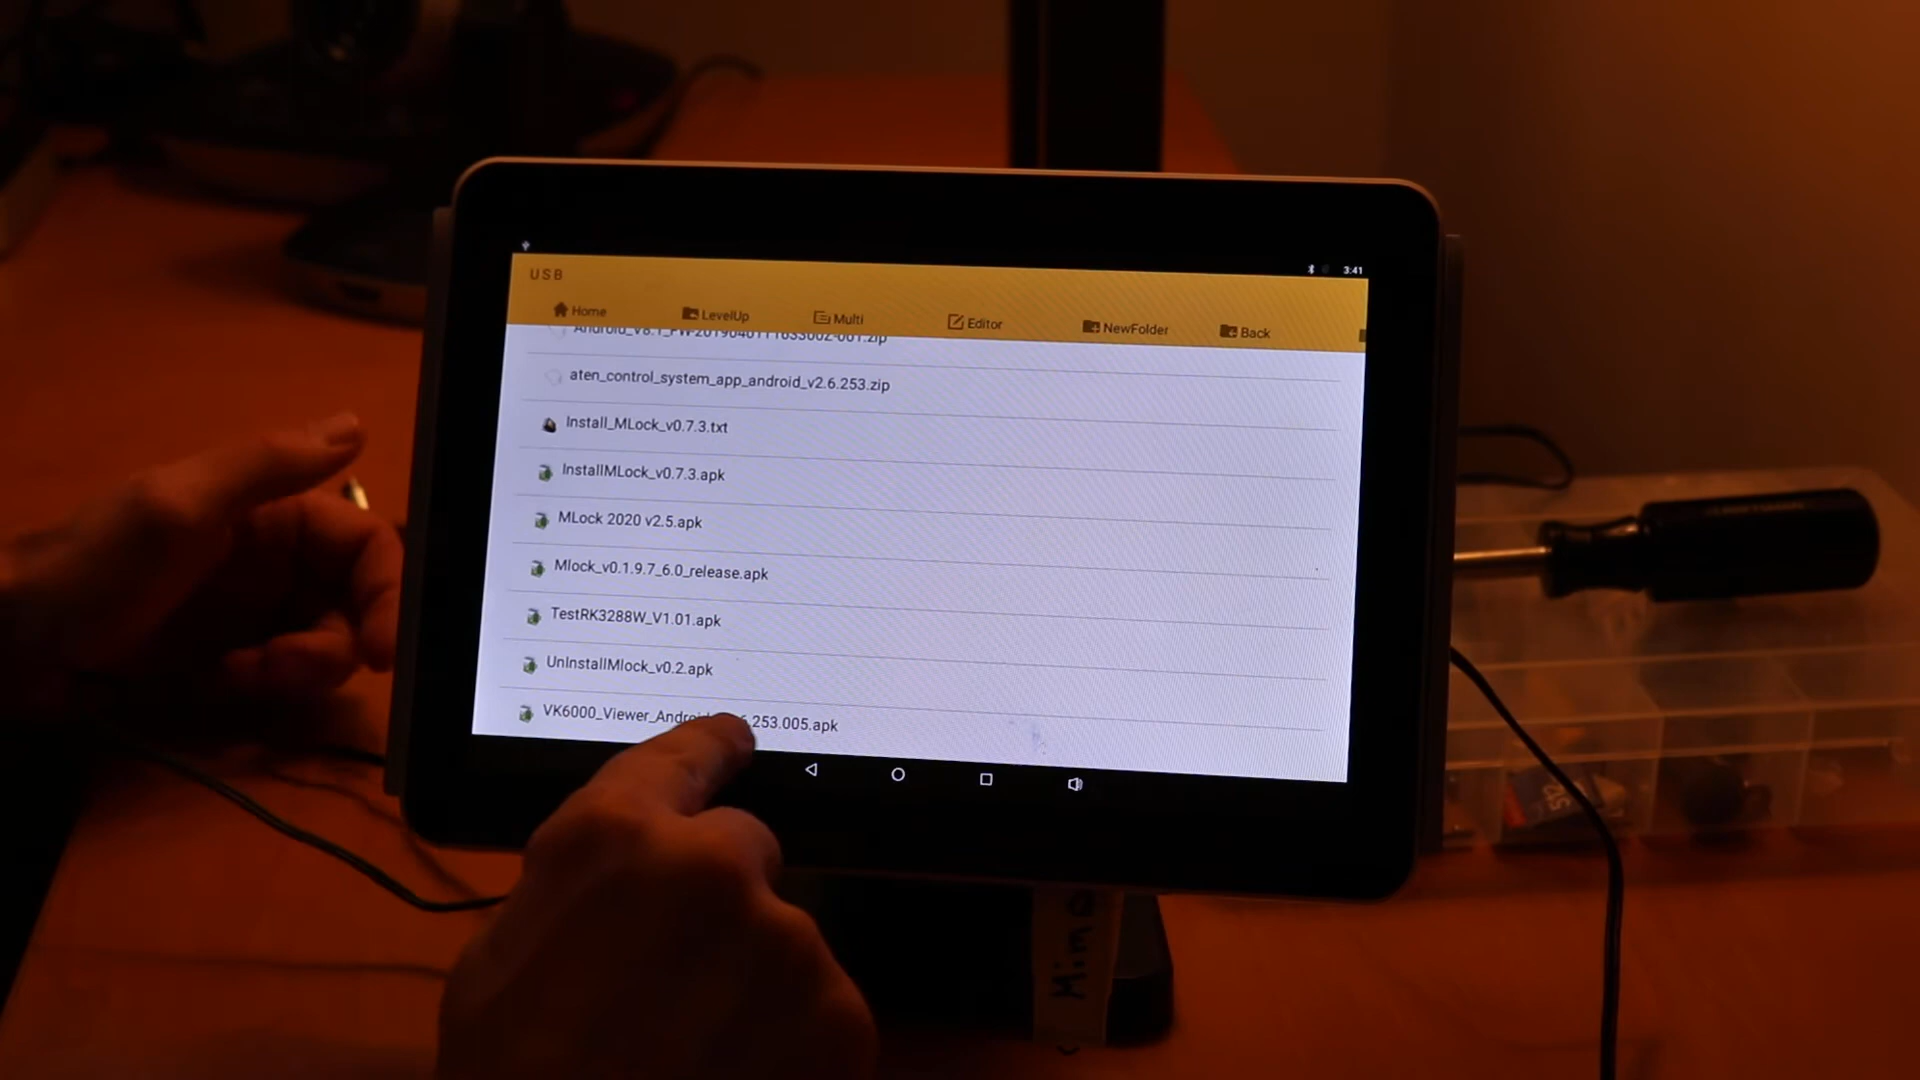 3:41
USB
Home LevelUp Multi Editor NewFolder Back
aten_control_system_app_android_v2.6.253.zip
Install_MLock_v0.7.3.txt
InstallMLock_v0.7.3.apk
MLock 2020 v2.5.apk
Mlock_v0.1.9.7_6.0_release.apk
TestRK3288W_V1.01.apk
UnInstallMlock_v0.2.apk
VK6000_Viewer_Android 253.005.apk
Mimo